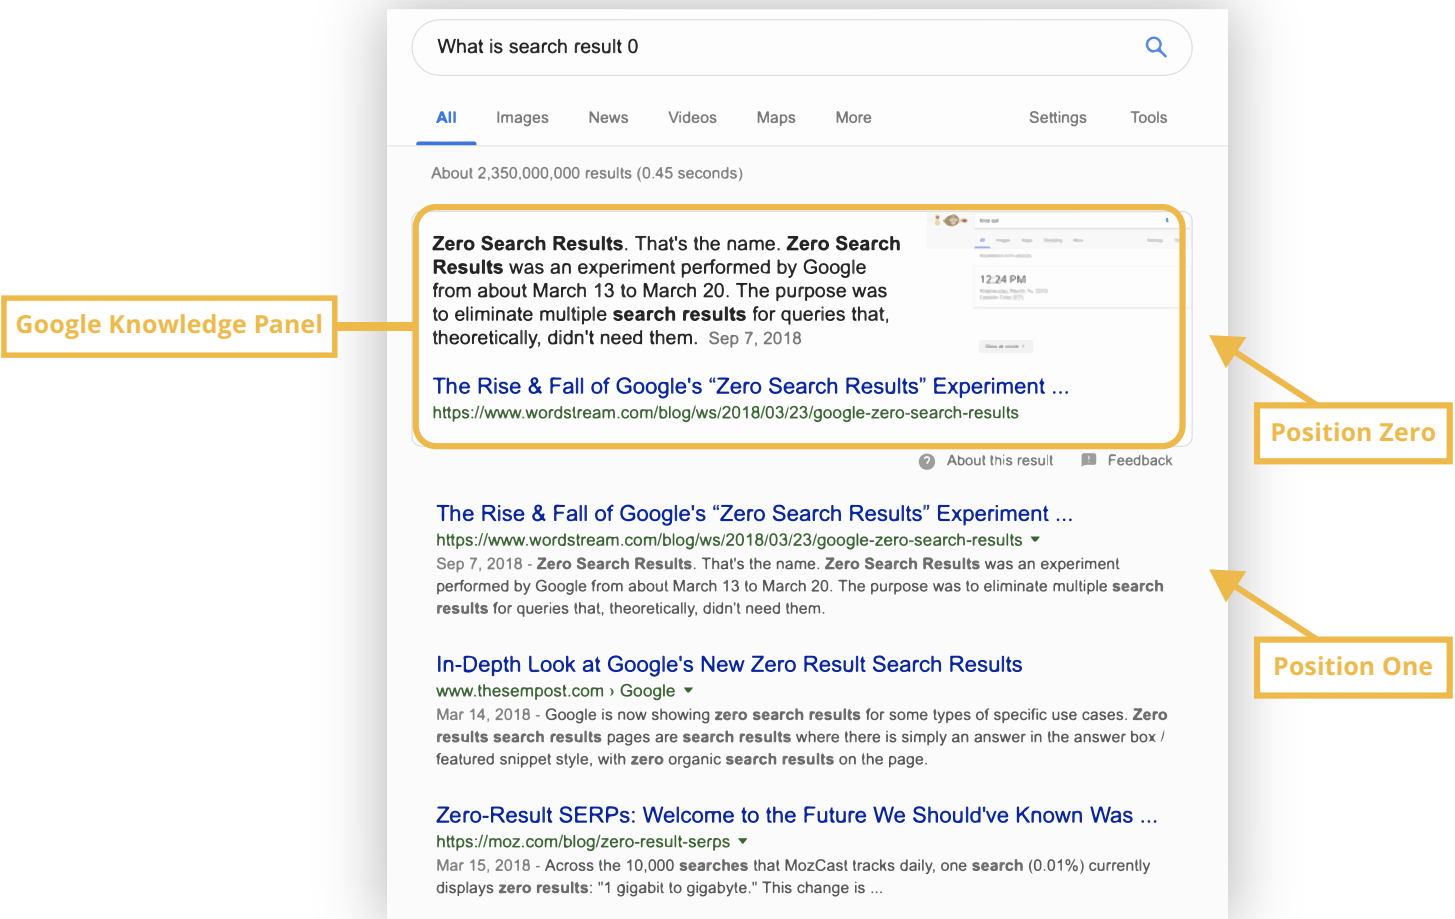 What is search result 0
All Images News Videos Maps More Settings Tools
About 2,350,000,000 results (0.45 seconds)
Zero Search Results. That's the name. Zero Search
Results was an experiment performed by Google
from about March 13 to March 20. The purpose was
to eliminate multiple search results for queries that,
theoretically, didn't need them. Sep 7, 2018
12:24 PM
The Rise & Fall of Google's “Zero Search Results” Experiment ...
https://www.wordstream.com/blog/ws/2018/03/23/google-zero-search-results
Google Knowledge Panel
Position Zero
About this result Feedback
The Rise & Fall of Google's “Zero Search Results” Experiment ...
https://www.wordstream.com/blog/ws/2018/03/23/google-zero-search-results
Sep 7, 2018 - Zero Search Results. That's the name. Zero Search Results was an experiment
performed by Google from about March 13 to March 20. The purpose was to eliminate multiple search
results for queries that, theoretically, didn't need them.
Position One
In-Depth Look at Google's New Zero Result Search Results
www.thesempost.com › Google
Mar 14, 2018 - Google is now showing zero search results for some types of specific use cases. Zero
results search results pages are search results where there is simply an answer in the answer box /
featured snippet style, with zero organic search results on the page.
Zero-Result SERPs: Welcome to the Future We Should've Known Was ...
https://moz.com/blog/zero-result-serps
Mar 15, 2018 - Across the 10,000 searches that MozCast tracks daily, one search (0.01%) currently
displays zero results: "1 gigabit to gigabyte." This change is ...